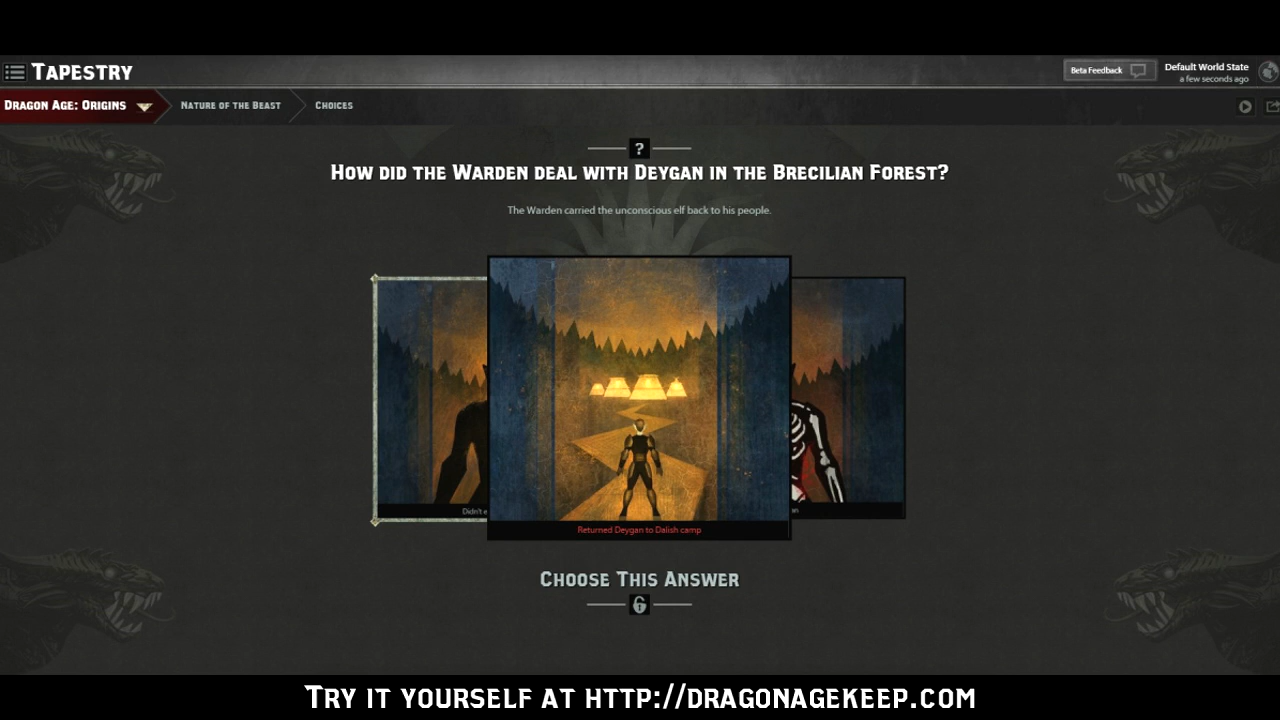 Tapestry
Beta Feedback
Default World State
a few seconds ago
Dragon Age: Origins
Nature of the Beast
Choices
?
How did the Warden deal with Deygan in the Brecilian Forest?
The Warden carried the unconscious elf back to his people.
Didn't
Returned Deygan to Dalish camp
Choose This Answer
Try it yourself at http://dragonagekeep.com